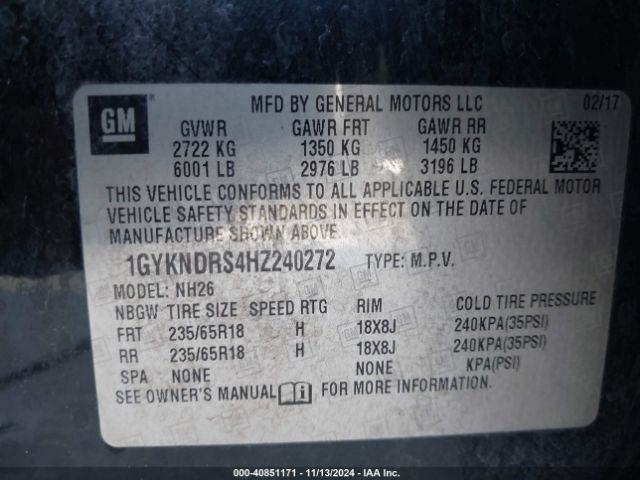 GM
MFD BY GENERAL MOTORS LLC 02/17
GVWR GAWR FRT GAWR RR
2722 KG 1350 KG 1450 KG
6001 LB 2976 LB 3196 LB
THIS VEHICLE CONFORMS TO ALL APPLICABLE U.S. FEDERAL MOTOR
VEHICLE SAFETY STANDARDS IN EFFECT ON THE DATE OF
MANUFACTURE SHOWN ABOVE.
1GYKNDRS4HZ240272 TYPE: M.P.V.
MODEL: NH26
NBGW TIRE SIZE SPEED RTG RIM COLD TIRE PRESSURE
FRT 235/65R18 H 18X8J 240KPA(35PSI)
RR 235/65R18 H 18X8J 240KPA(35PSI)
SPA NONE NONE KPA(PSI)
SEE OWNER'S MANUAL FOR MORE INFORMATION.
000-40851171 - 11/13/2024 - IAA Inc.